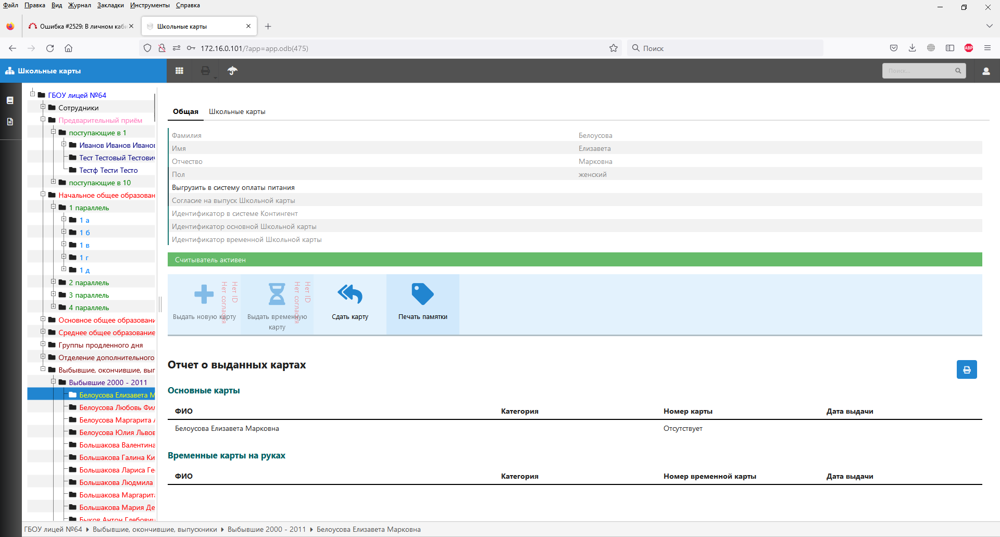 Файл Правка Вид Журнал Закладки Инструменты Справка
Ошибка #2529: В личном каби
Школьные карты
172.16.0.101/?app=app.odb(475)
Поиск
ABP
Школьные карты
Поиск...
ГБОУ лицей №64
Сотрудники
Предварительный приём
поступающие в 1
Иванов Иванов Иванов
Тест Тестовый Тестович
Тестф Тести Тесто
поступающие в 10
Начальное общее образован
1 параллель
1 а
1 б
1 в
1 г
1 д
2 параллель
3 параллель
4 параллель
Основное общее образовани
Среднее общее образование
Группы продленного дня
Отделение дополнительного
Выбывшие, окончившие, вып
Выбывшие 2000 - 2011
Белоусова Елизавета М
Белоусова Любовь Фил
Белоусова Маргарита А
Белоусова Юлия Львов
Большакова Валентина
Большакова Галина Ки
Большакова Лариса Ге
Большакова Людмила
Большакова Маргарита
Большакова Мария Де
Быков Антон Глебович
Общая
Школьные карты
Фамилия Белоусова
Имя Елизавета
Отчество Марковна
Пол женский
Выгрузить в систему оплаты питания
Согласие на выпуск Школьной карты
Идентификатор в системе Контингент
Идентификатор основной Школьной карты
Идентификатор временной Школьной карты
Считыватель активен
Выдать новую карту
Нет согласия
Нет ID
Выдать временную
карту
Нет согласия
Нет ID
Сдать карту
Печать памятки
Отчет о выданных картах
Основные карты
ФИО Категория Номер карты Дата выдачи
Белоусова Елизавета Марковна Отсутствует
Временные карты на руках
ФИО Категория Номер временной карты Дата выдачи
ГБОУ лицей №64 Выбывшие, окончившие, выпускники Выбывшие 2000 - 2011 Белоусова Елизавета Марковна